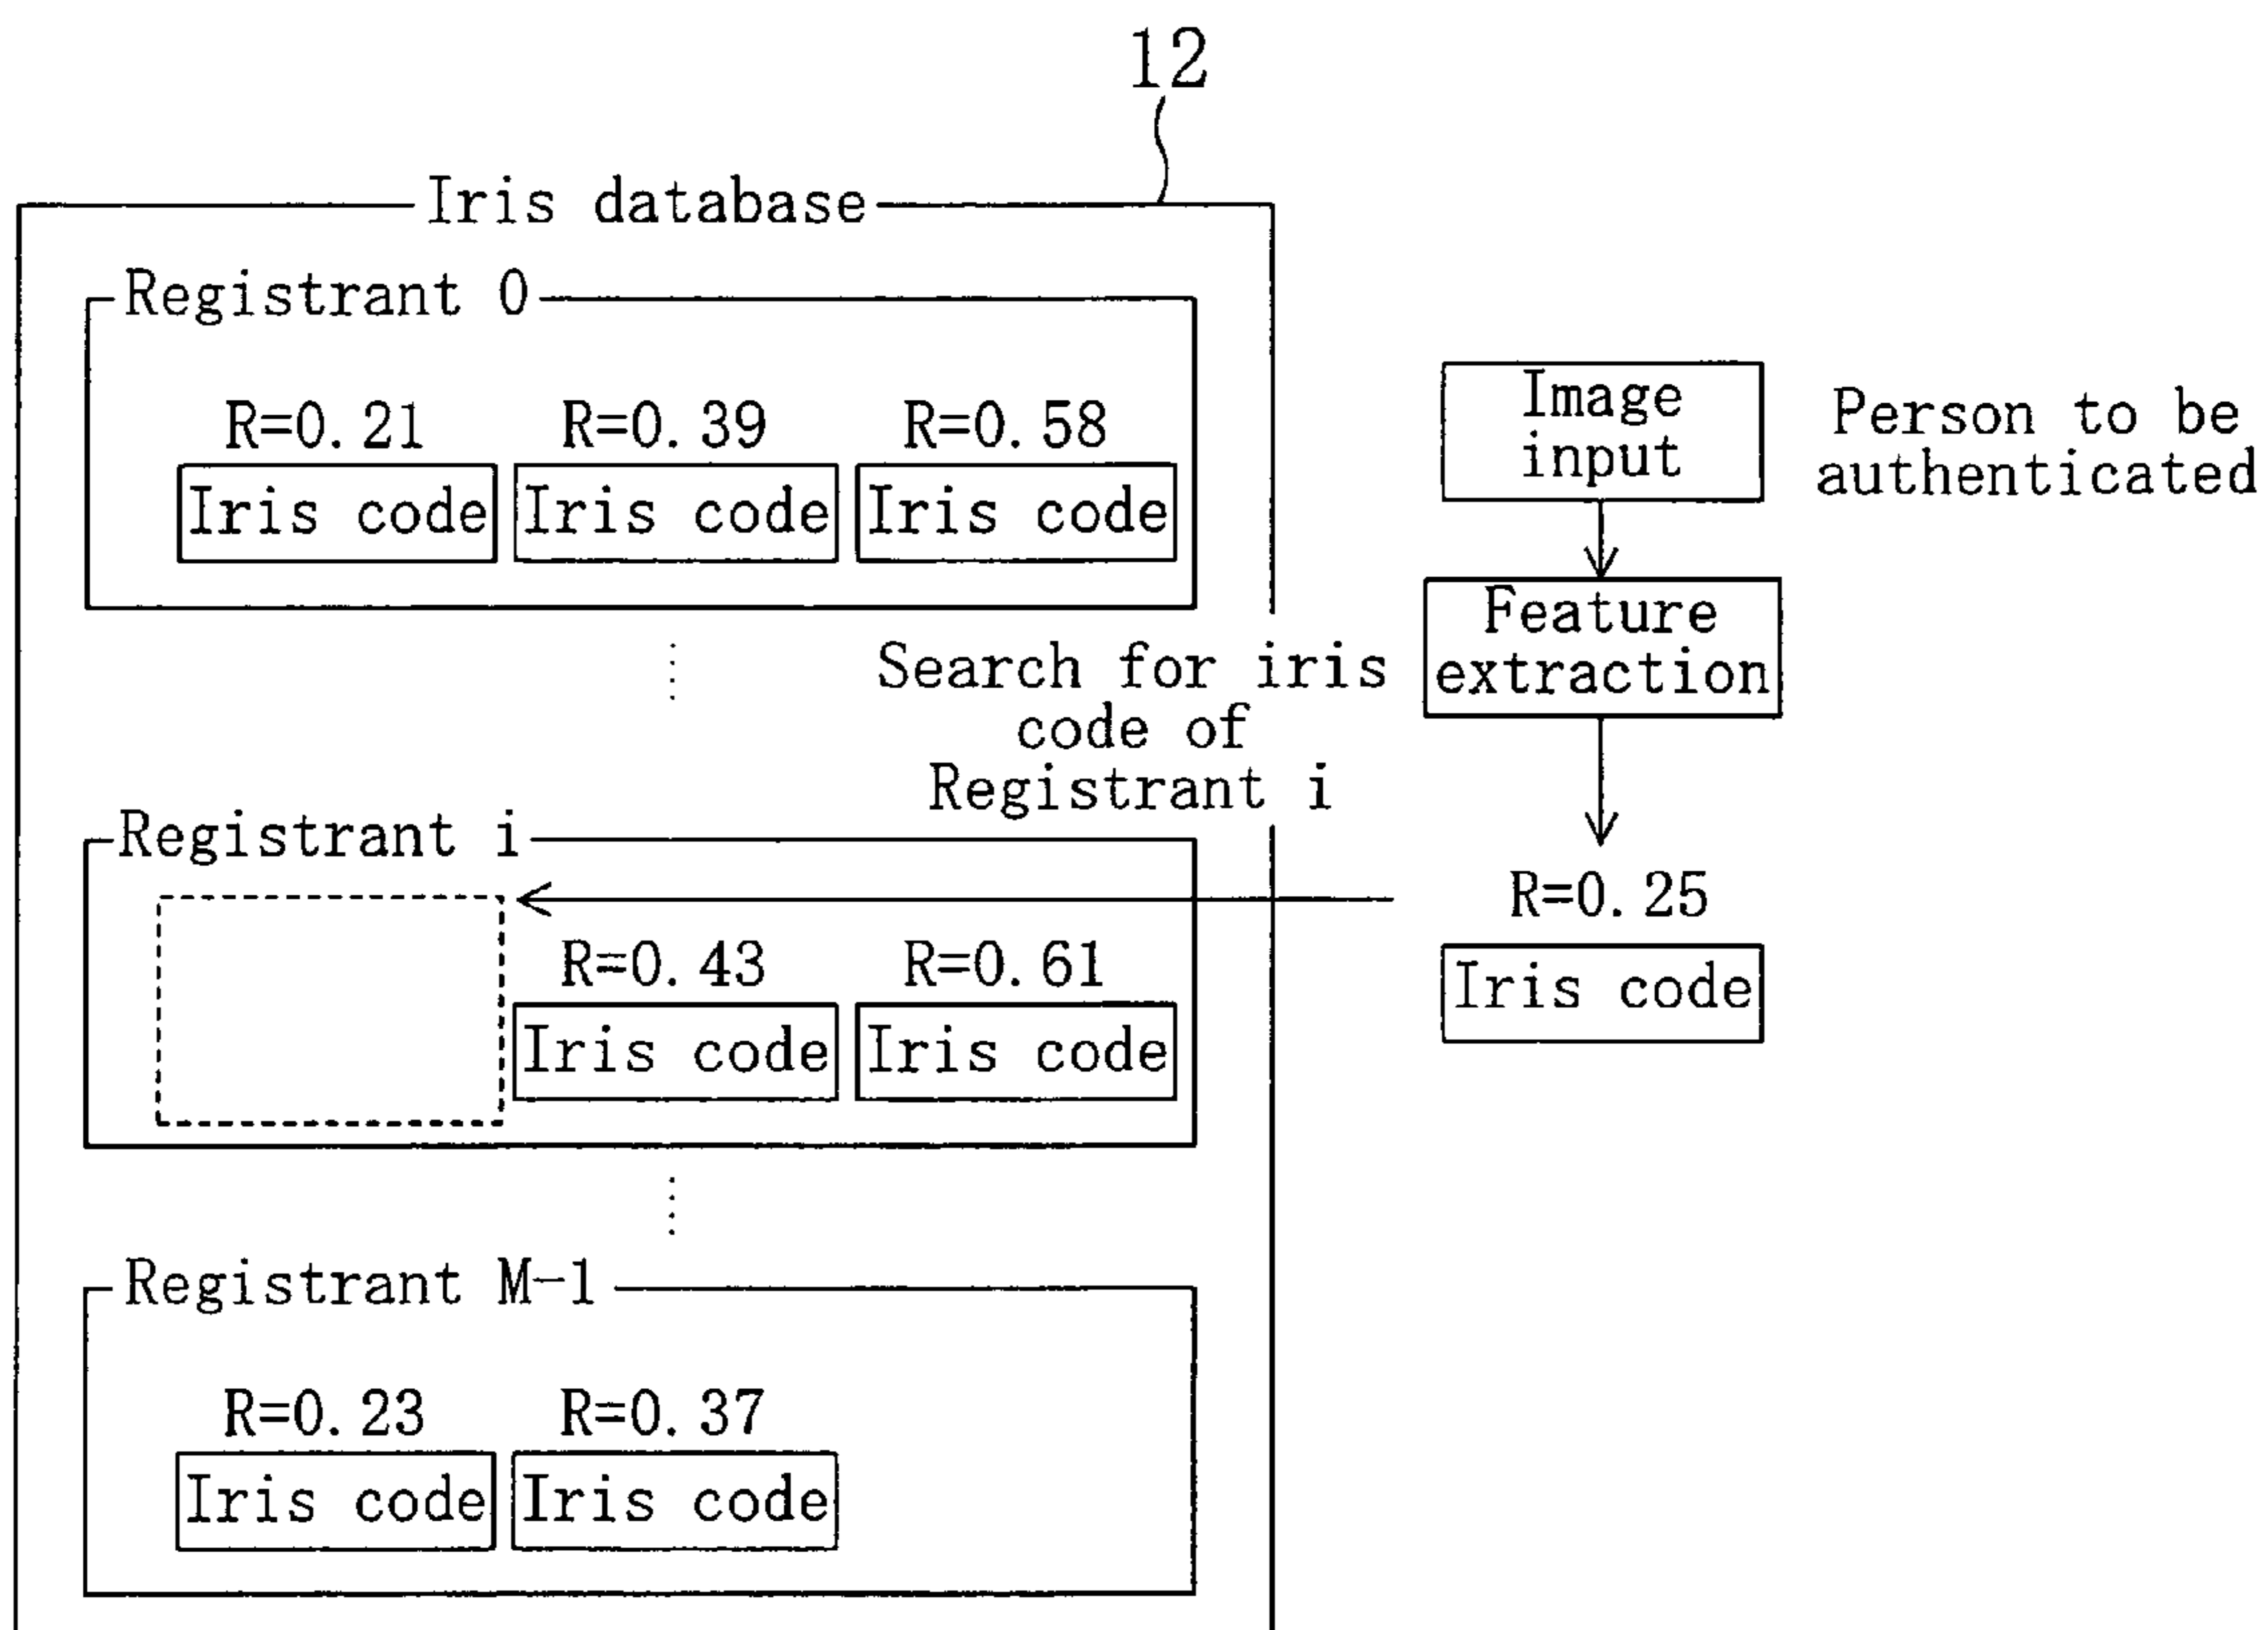 12
Iris database
Registrant 0
R=0.21 R=0.39 R=0.58
Iris code Iris code Iris code
Image
input
Person to be
authenticated
Feature
extraction
Search for iris
code of
Registrant i
Registrant i
R=0.25
Iris code
R=0.43 R=0.61
Iris code Iris code
Registrant M-1
R=0.23 R=0.37
Iris code Iris code